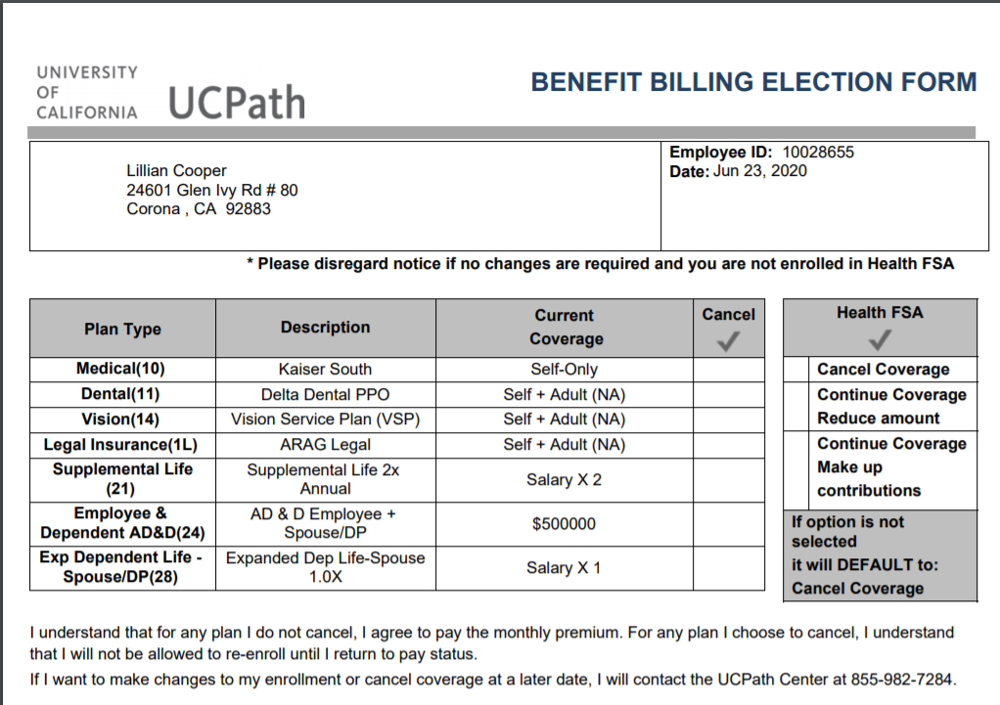 UNIVERSITY
OF
CALIFORNIA
UCPath
BENEFIT BILLING ELECTION FORM
Lillian Cooper
24601 Glen Ivy Rd # 80
Corona , CA 92883
Employee ID: 10028655
Date: Jun 23, 2020
* Please disregard notice if no changes are required and you are not enrolled in Health FSA
Plan Type
Description
Current
Coverage
Cancel
Medical(10)
Kaiser South
Self-Only
Dental(11)
Delta Dental PPO
Self + Adult (NA)
Vision(14)
Vision Service Plan (VSP)
Self + Adult (NA)
Legal Insurance(1L)
ARAG Legal
Self + Adult (NA)
Supplemental Life
(21)
Supplemental Life 2x
Annual
Salary X 2
Employee &
Dependent AD&D(24)
AD & D Employee +
Spouse/DP
$500000
Exp Dependent Life -
Spouse/DP(28)
Expanded Dep Life-Spouse
1.0X
Salary X 1
Health FSA
Cancel Coverage
Continue Coverage
Reduce amount
Continue Coverage
Make up
contributions
If option is not
selected
it will DEFAULT to:
Cancel Coverage
I understand that for any plan I do not cancel, I agree to pay the monthly premium. For any plan I choose to cancel, I understand
that I will not be allowed to re-enroll until I return to pay status.
If I want to make changes to my enrollment or cancel coverage at a later date, I will contact the UCPath Center at 855-982-7284.